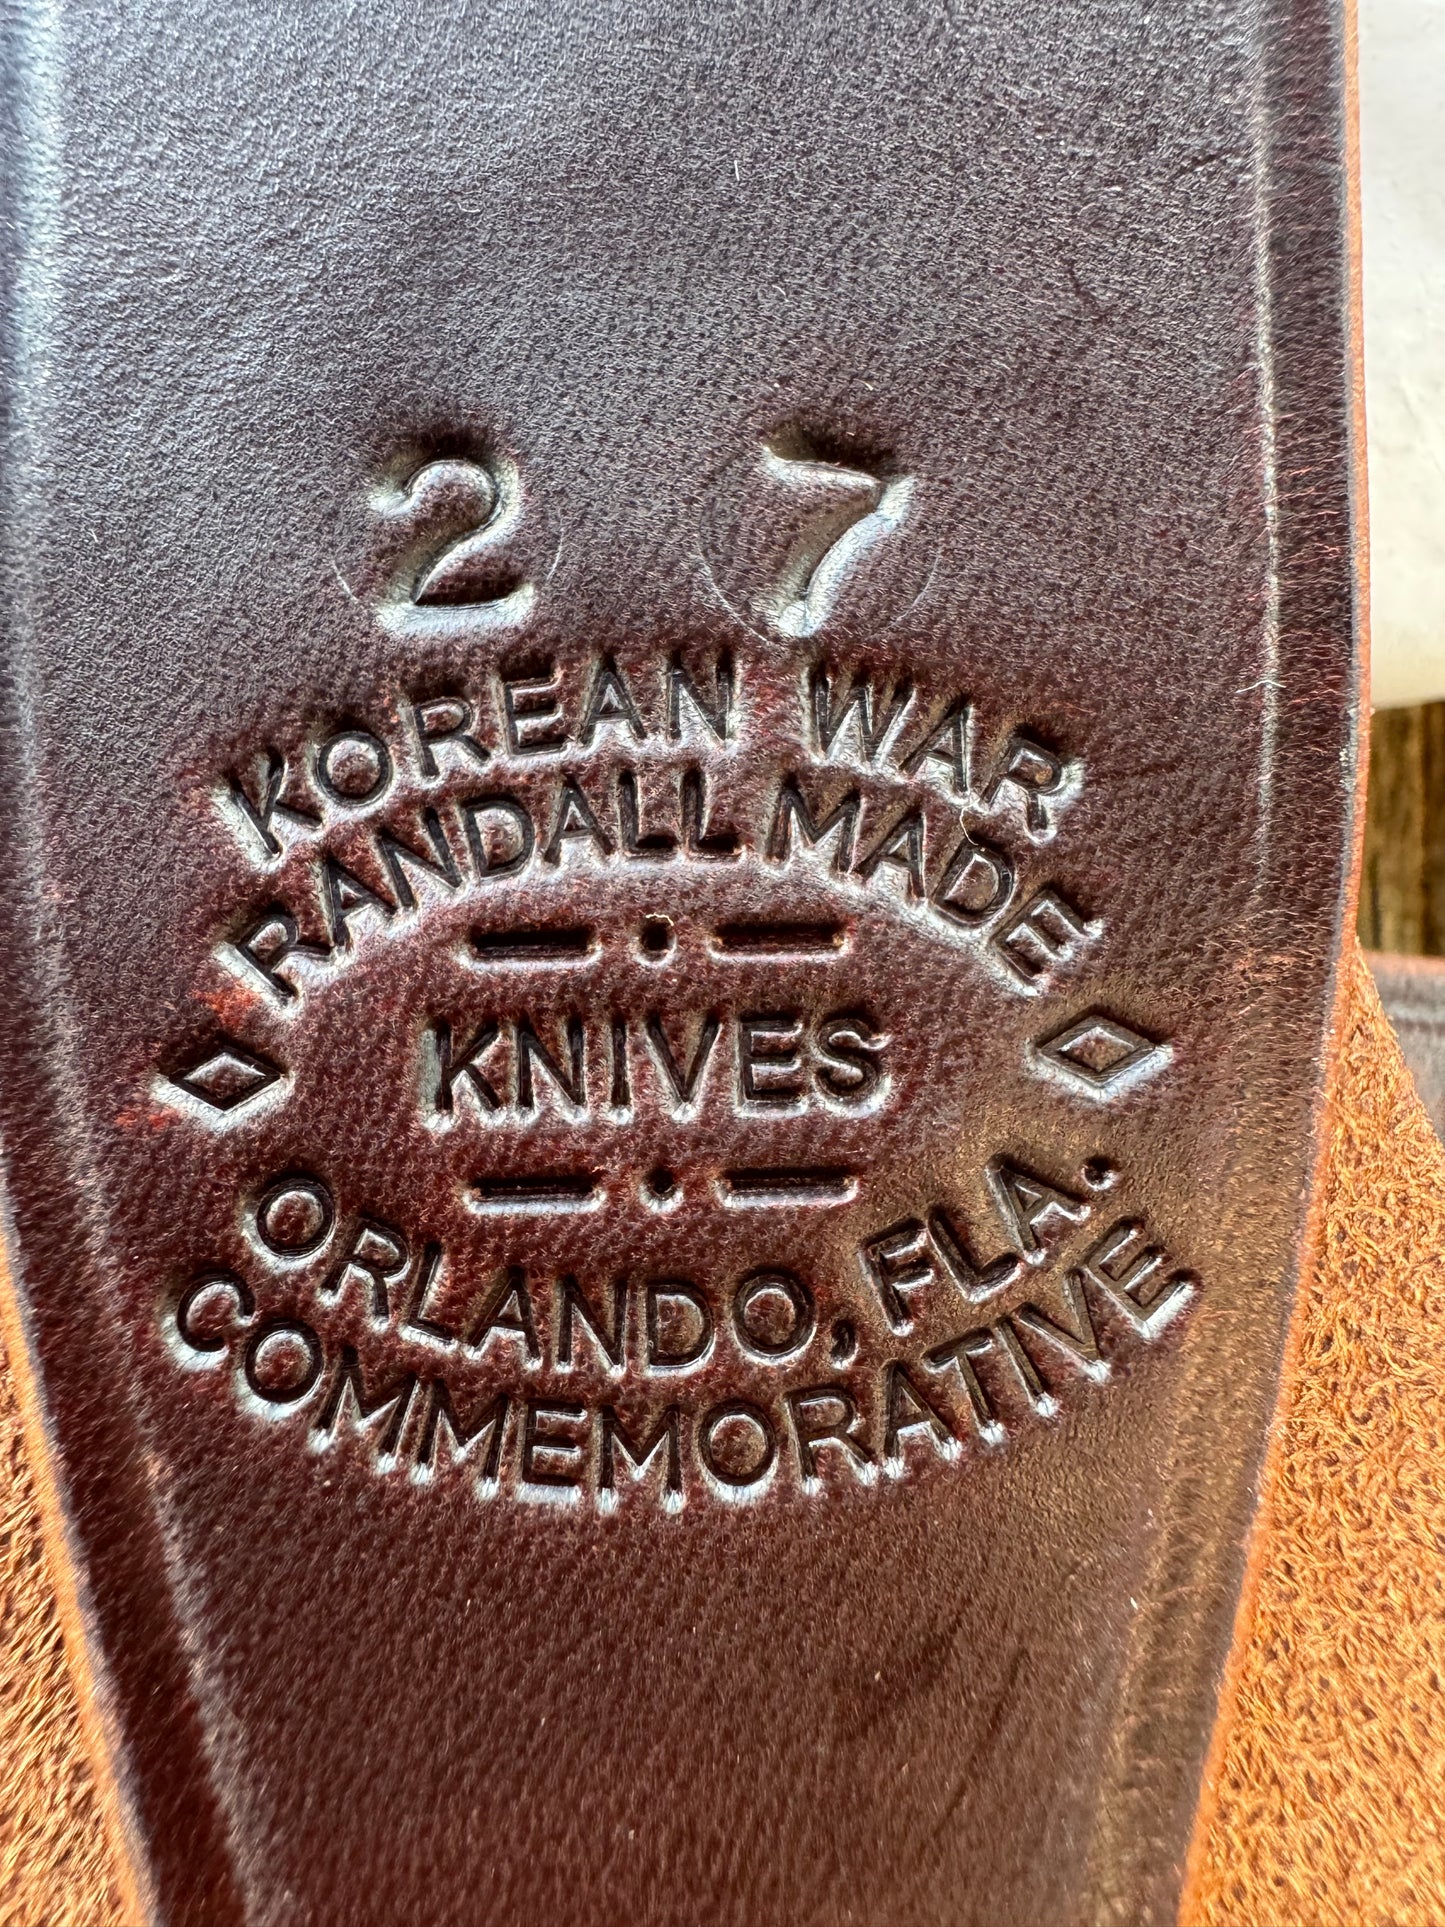 2 7
KOREAN WAR
RANDALL MADE
KNIVES
ORLANDO, FLA.
COMMEMORATIVE